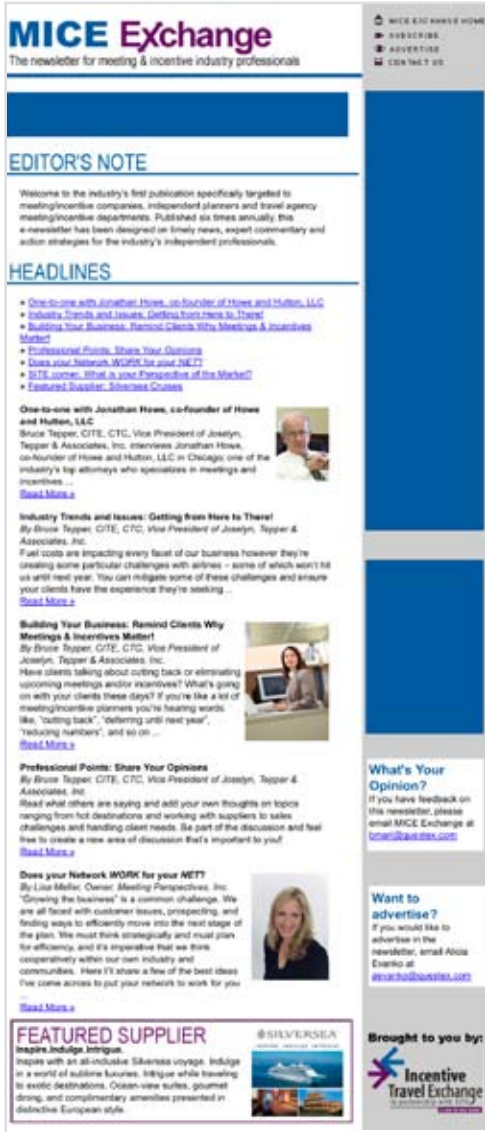 MICE Exchange
The newsletter for meeting & incentive industry professionals
MICE EXCHANGE HOME
SUBSCRIBE
ADVERTISE
CONTACT US
EDITOR'S NOTE
Welcome to the industry's first publication specifically targeted to
meeting/incentive companies, independent planners and travel agency
meeting/incentive departments. Published six times annually, this
e-newsletter has been designed on timely news, expert commentary and
action strategies for the industry's independent professionals.
HEADLINES
» One-to-one with Jonathan Howe, co-founder of Howe and Hutton, LLC
» Industry Trends and Issues: Getting from Here to There!
» Building Your Business: Remind Clients Why Meetings & Incentives
Matter!
» Professional Points: Share Your Opinions
» Does your Network WORK for your NET?
» SITE corner: What is your Perspective of the Market?
» Featured Supplier: Silversea Cruises
One-to-one with Jonathan Howe, co-founder of Howe
and Hutton, LLC
Bruce Tepper, CITE, CTC, Vice President of Joselyn,
Tepper & Associates, Inc. interviews Jonathan Howe,
co-founder of Howe and Hutton, LLC in Chicago; one of the
industry's top attorneys who specializes in meetings and
incentives ...
Read More »
Industry Trends and Issues: Getting from Here to There!
By Bruce Tepper, CITE, CTC, Vice President of Joselyn, Tepper &
Associates, Inc.
Fuel costs are impacting every facet of our business however they're
creating some particular challenges with airlines – some of which won't hit
us until next year. You can mitigate some of these challenges and ensure
your clients have the experience they're seeking ...
Read More »
Building Your Business: Remind Clients Why
Meetings & Incentives Matter!
By Bruce Tepper, CITE, CTC, Vice President of
Joselyn, Tepper & Associates, Inc.
Have clients talking about cutting back or eliminating
upcoming meetings and/or incentives? What's going
on with your clients these days? If you're like a lot of
meeting/incentive planners you're hearing words
like, "cutting back", "deferring until next year",
"reducing numbers", and so on ...
Read More »
Professional Points: Share Your Opinions
By Bruce Tepper, CITE, CTC, Vice President of Joselyn, Tepper &
Associates, Inc.
Read what others are saying and add your own thoughts on topics
ranging from hot destinations and working with suppliers to sales
challenges and handling client needs. Be part of the discussion and feel
free to create a new area of discussion that's important to you!
Read More »
Does your Network WORK for your NET?
By Lisa Meller, Owner, Meeting Perspectives, Inc.
"Growing the business" is a common challenge. We
are all faced with customer issues, prospecting, and
finding ways to efficiently move into the next stage of
the plan. We must think strategically and must plan
for efficiency, and it's imperative that we think
cooperatively within our own industry and
communities. Here I'll share a few of the best ideas
I've come across to put your network to work for you
...
Read More »
FEATURED SUPPLIER
Inspire.Indulge.Intrigue.
Inspire with an all-inclusive Silversea voyage. Indulge
in a world of sublime luxuries. Intrigue while traveling
to exotic destinations. Ocean-view suites, gourmet
dining, and complimentary amenities presented in
distinctive European style.
SILVERSEA
What's Your
Opinion?
If you have feedback on
this newsletter, please
email MICE Exchange at
@questex.com
Want to
advertise?
If you would like to
advertise in the
newsletter, email Alicia
Evanko at
aevanko@questex.com
Brought to you by:
Incentive
Travel Exchange